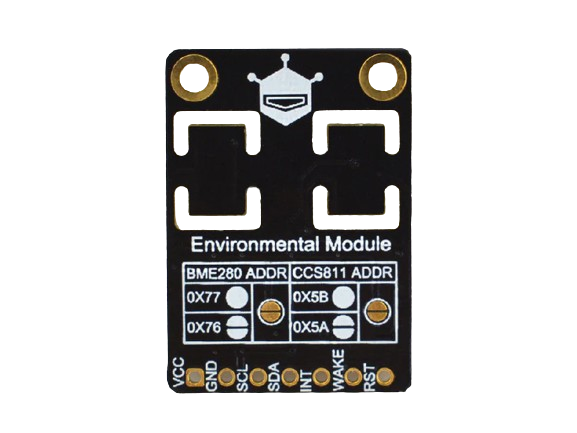 Environmental Module
BME280 ADDR CCS811 ADDR
0X77 0X5B
0X76 0X5A
VCC GND SCL SDA INT WAKE RST